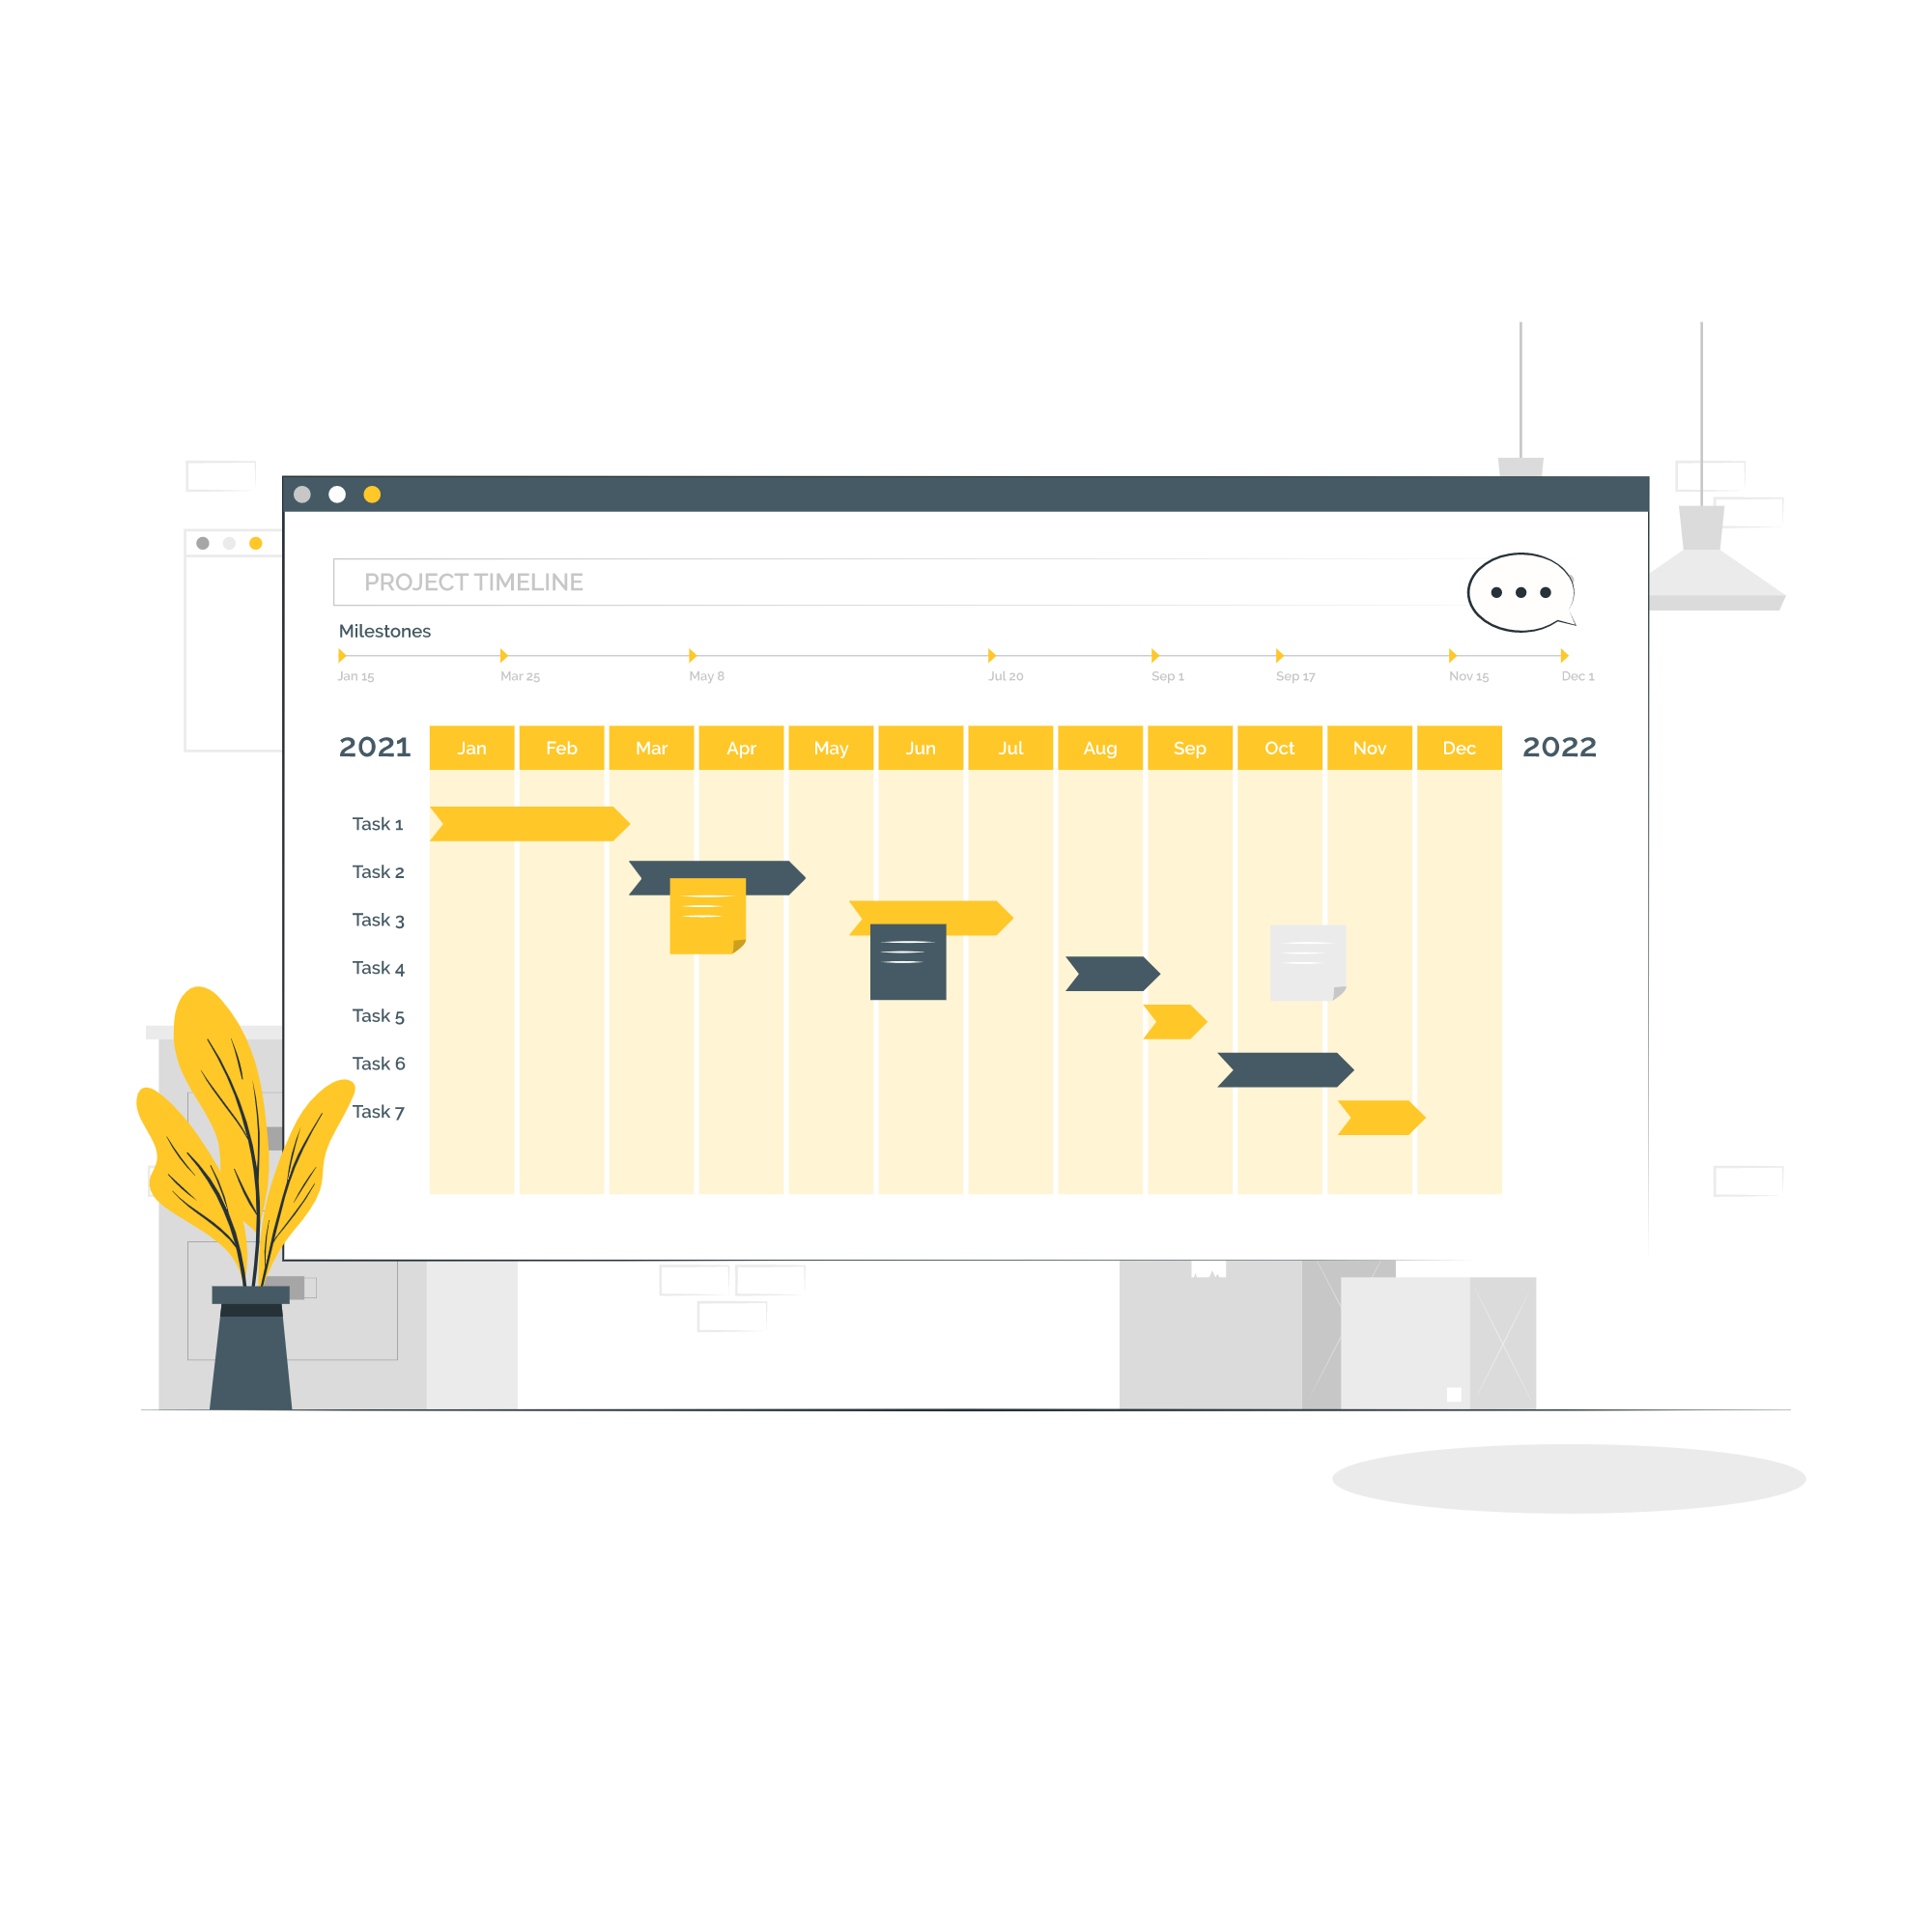 PROJECT TIMELINE
Milestones
Jan 15 Mar 25 May 8 Jul 20 Sep 1 Sep 17 Nov 15 Dec 1
2021 Jan Feb Mar Apr May Jun Jul Aug Sep Oct Nov Dec 2022
Task 1
Task 2
Task 3
Task 4
Task 5
Task 6
Task 7